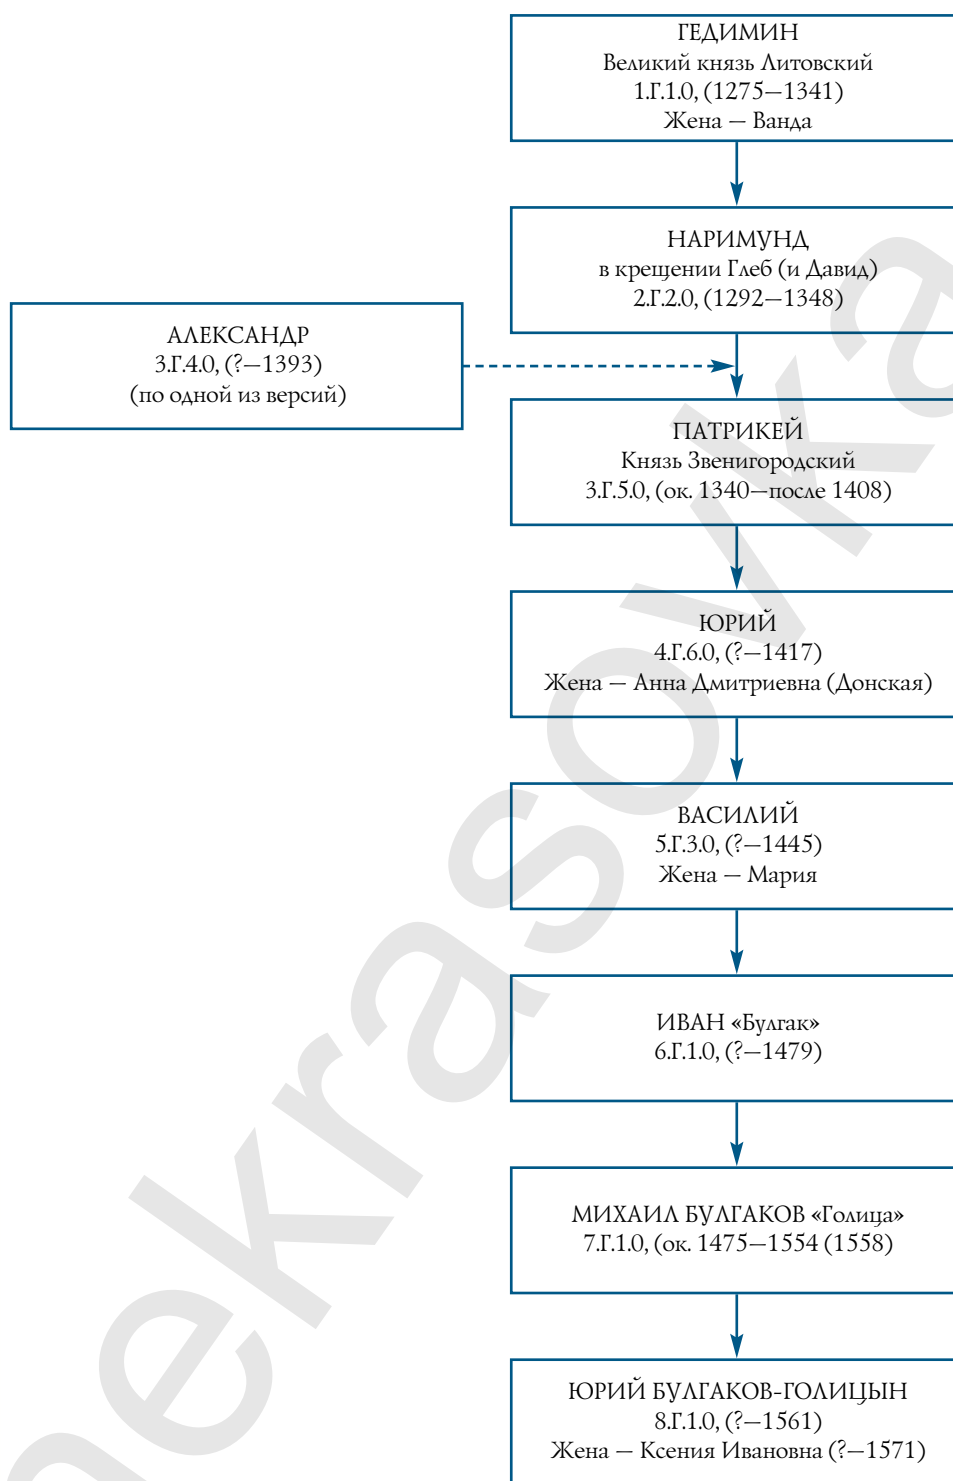 ГЕДИМИН
Великий князь Литовский
1.Г.1.0, (1275—1341)
Жена — Ванда
НАРИМУНД
в крещении Глеб (и Давид)
2.Г.2.0, (1292—1348)
АЛЕКСАНДР
3.Г.4.0, (?—1393)
(по одной из версий)
ПАТРИКЕЙ
Князь Звенигородский
3.Г.5.0, (ок. 1340—после 1408)
ЮРИЙ
4.Г.6.0, (?—1417)
Жена — Анна Дмитриевна (Донская)
ВАСИЛИЙ
5.Г.3.0, (?—1445)
Жена — Мария
ИВАН «Булгак»
6.Г.1.0, (?—1479)
МИХАИЛ БУЛГАКОВ «Голица»
7.Г.1.0, (ок. 1475—1554 (1558)
ЮРИЙ БУЛГАКОВ-ГОЛИЦЫН
8.Г.1.0, (?—1561)
Жена — Ксения Ивановна (?—1571)
nekrasovka